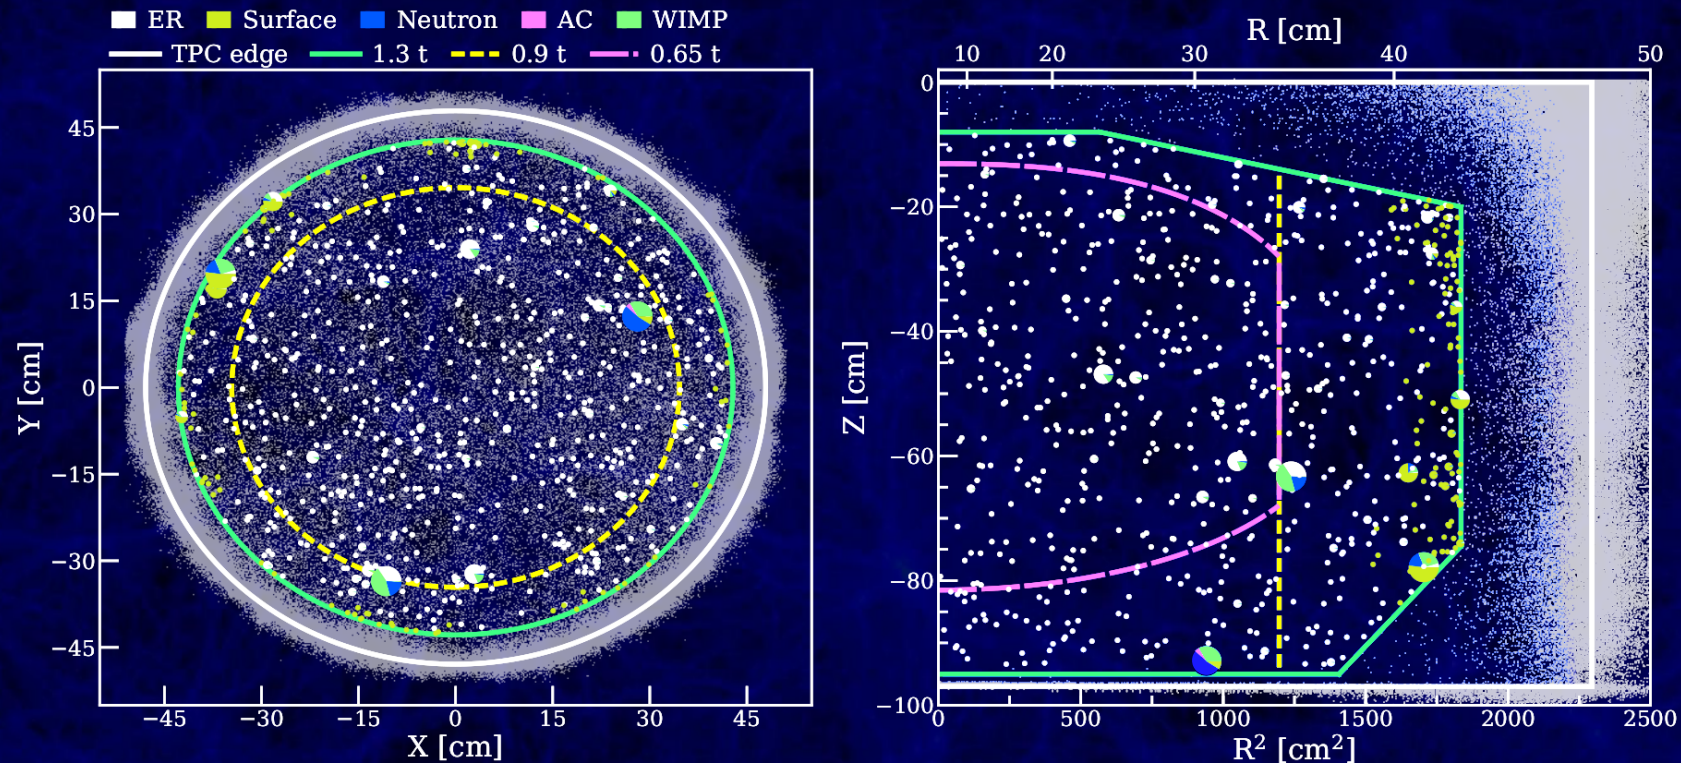 ER Surface Neutron AC WIMP
TPC edge 1.3 t 0.9 t 0.65 t
45
30
15
0
−15
−30
−45
Y [cm]
−45 −30 −15 0 15 30 45
X [cm]
R [cm]
10 20 30 40 50
0
−20
−40
−60
−80
−100
Z [cm]
0 500 1000 1500 2000 2500
R² [cm²]